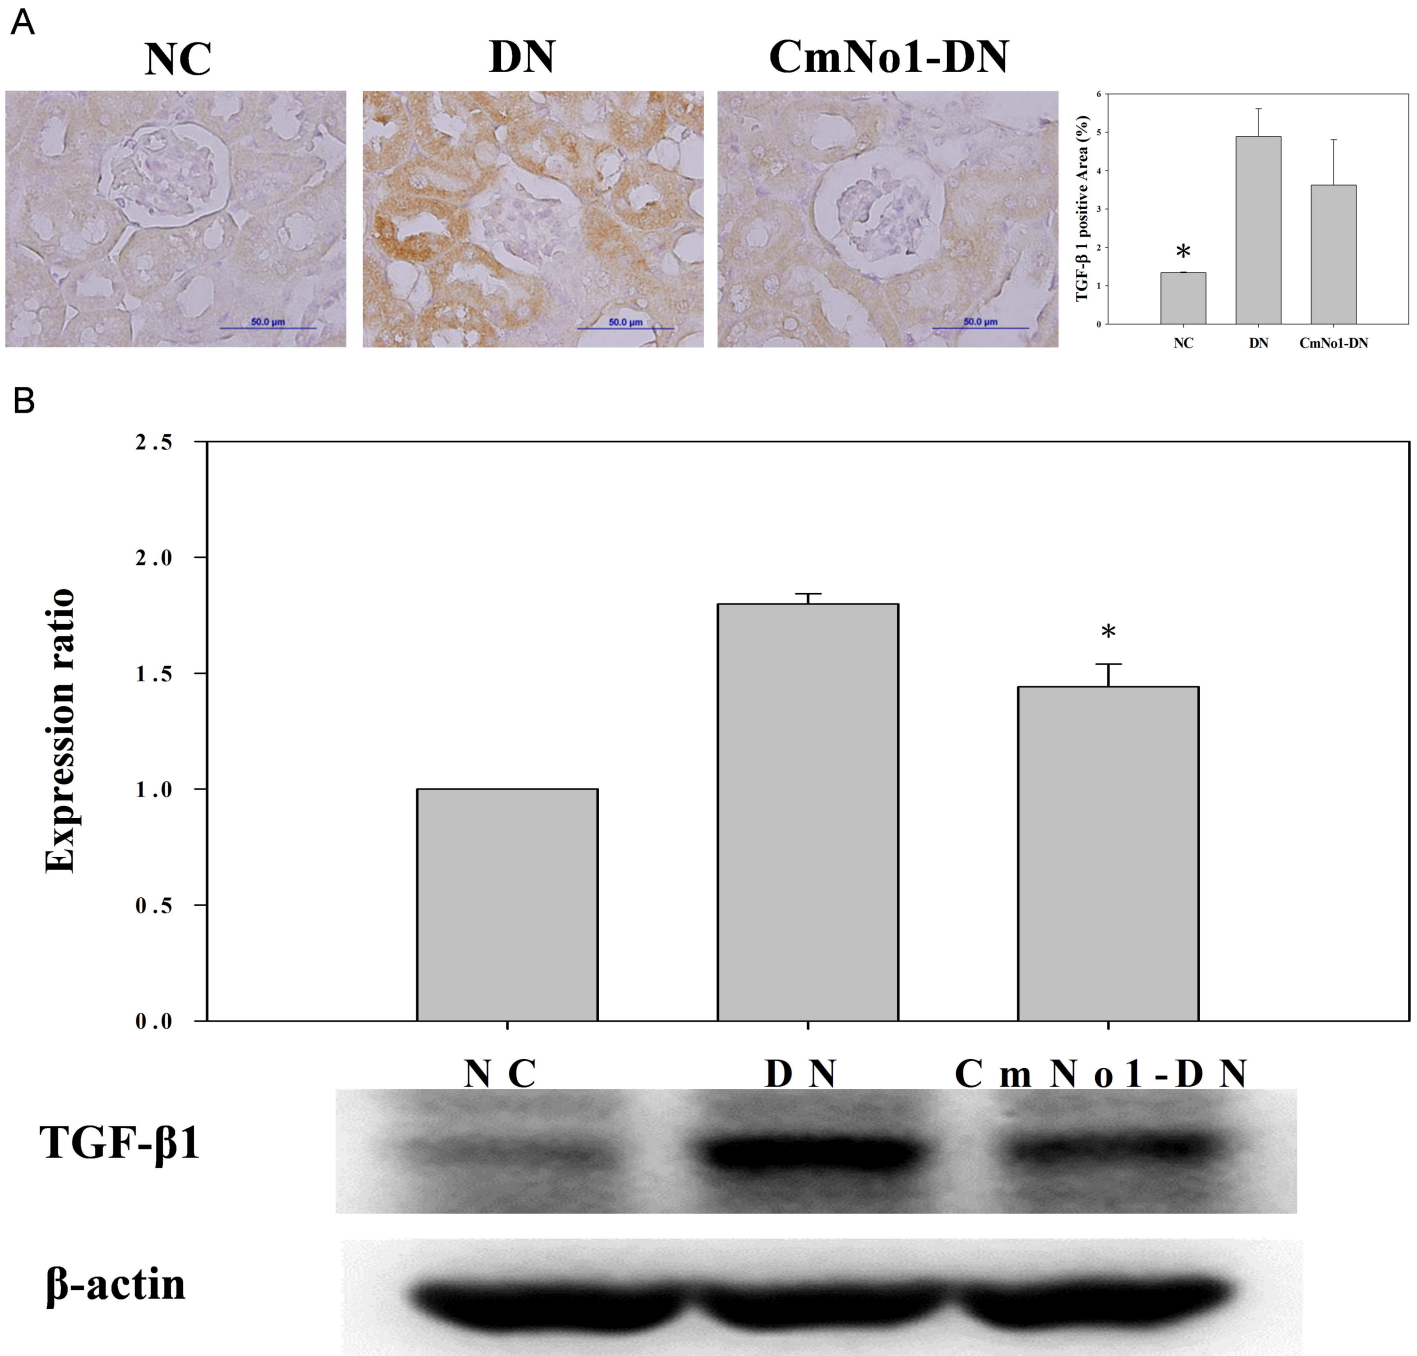 A
NC
DN
CmNo1-DN
50.0 µm
50.0 µm
50.0 µm
TGF-β 1 positive Area (%)
6
5
4
3
2
1
0
*
NC
DN
CmNo1-DN
B
Expression ratio
2.5
2.0
1.5
1.0
0.5
0.0
*
NC
DN
CmNo1-DN
TGF-β1
β-actin